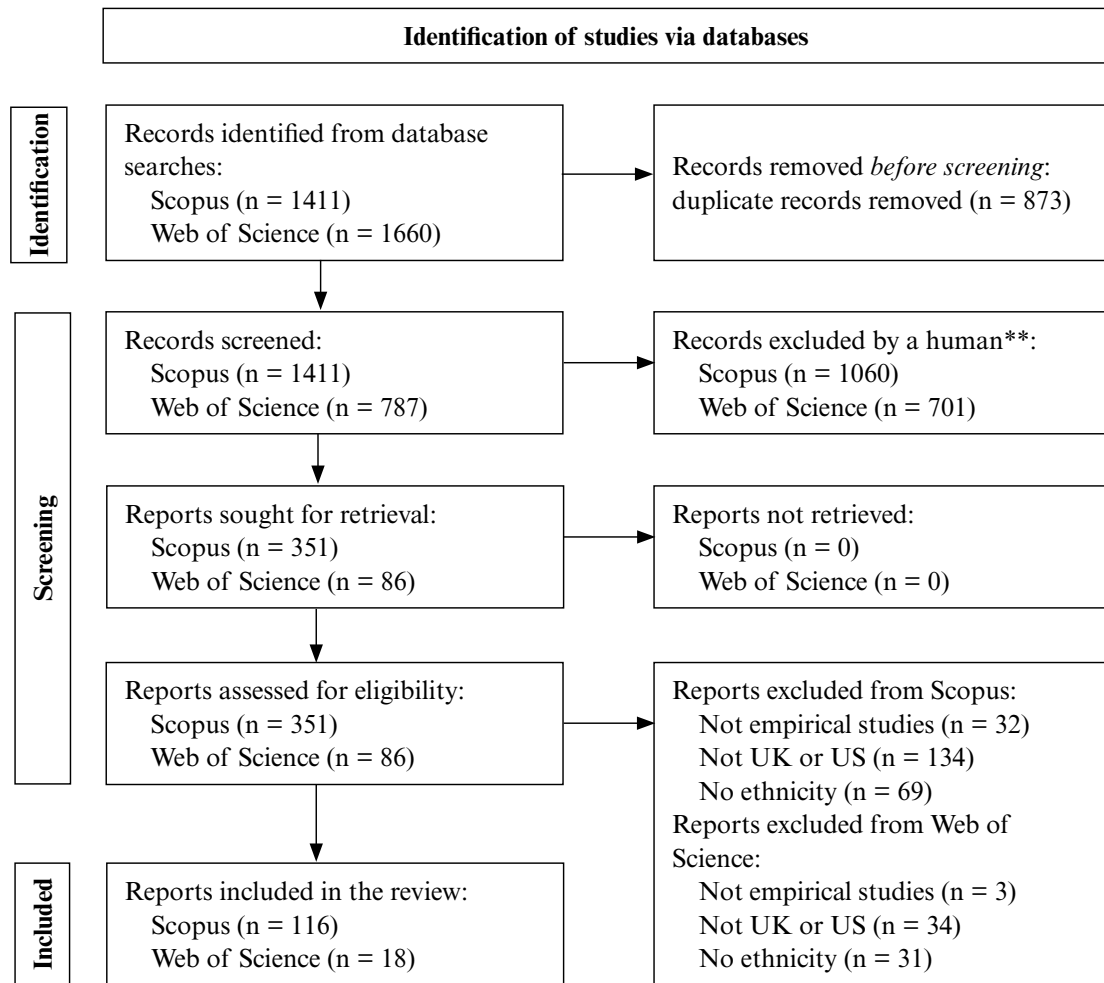 Identification of studies via databases
Identification
Records identified from database
searches:
Scopus (n = 1411)
Web of Science (n = 1660)
Records removed before screening:
duplicate records removed (n = 873)
Screening
Records screened:
Scopus (n = 1411)
Web of Science (n = 787)
Records excluded by a human**:
Scopus (n = 1060)
Web of Science (n = 701)
Reports sought for retrieval:
Scopus (n = 351)
Web of Science (n = 86)
Reports not retrieved:
Scopus (n = 0)
Web of Science (n = 0)
Reports assessed for eligibility:
Scopus (n = 351)
Web of Science (n = 86)
Reports excluded from Scopus:
Not empirical studies (n = 32)
Not UK or US (n = 134)
No ethnicity (n = 69)
Reports excluded from Web of
Science:
Not empirical studies (n = 3)
Not UK or US (n = 34)
No ethnicity (n = 31)
Included
Reports included in the review:
Scopus (n = 116)
Web of Science (n = 18)